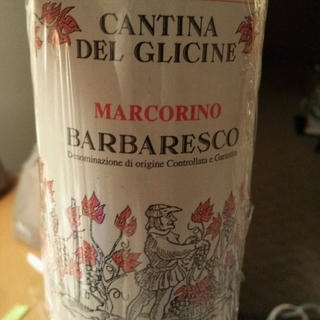 CANTINA
DEL GLICINE
MARCORINO
BARBARESCO
Denominazione di origine Controllata e Garantita